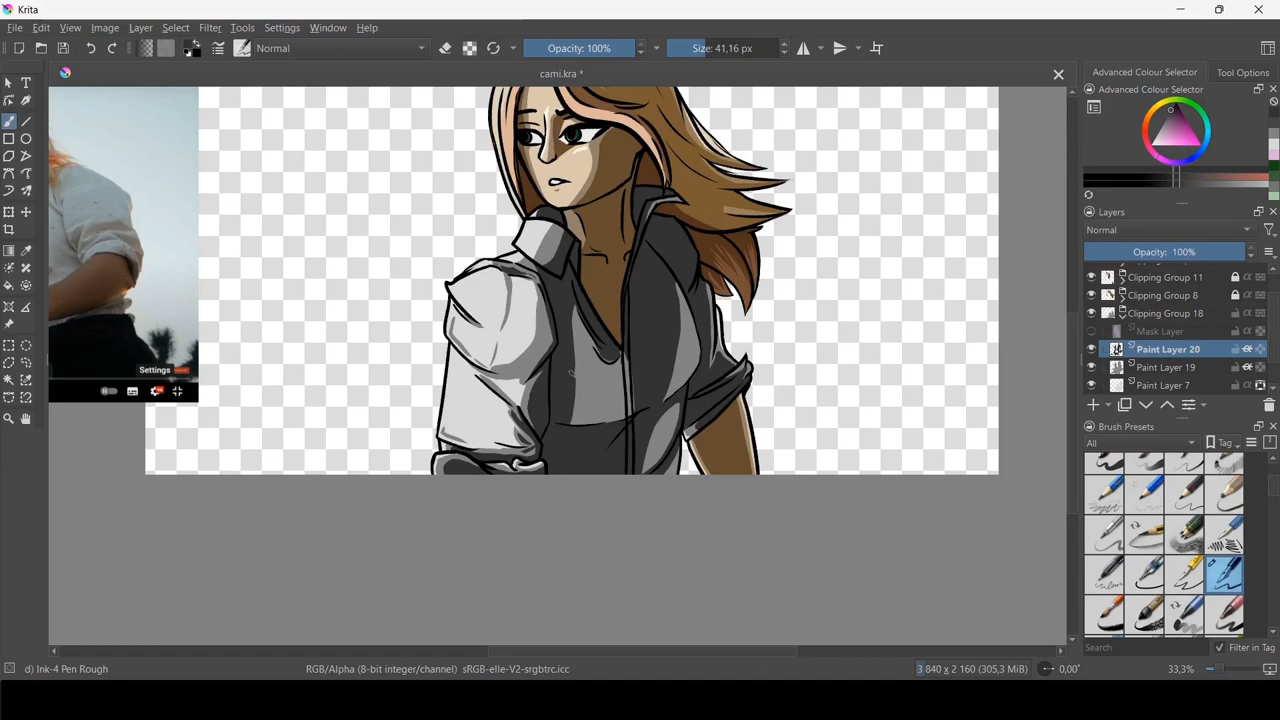 Krita
File Edit View Image Layer Select Filter Tools Settings Window Help
Normal
Opacity: 100%
Size: 41,16 px
cami.kra *
Advanced Colour Selector
Tool Options
Advanced Colour Selector
Layers
Normal
Opacity: 100%
Clipping Group 11
Clipping Group 8
Clipping Group 18
Mask Layer
Paint Layer 20
Paint Layer 19
Paint Layer 7
Settings
Brush Presets
All
Tag
Search
Filter in Tag
d) Ink-4 Pen Rough
RGB/Alpha (8-bit integer/channel) sRGB-elle-V2-srgbtrc.icc
3 840 x 2 160 (305,3 MiB)
0,00°
33,3%